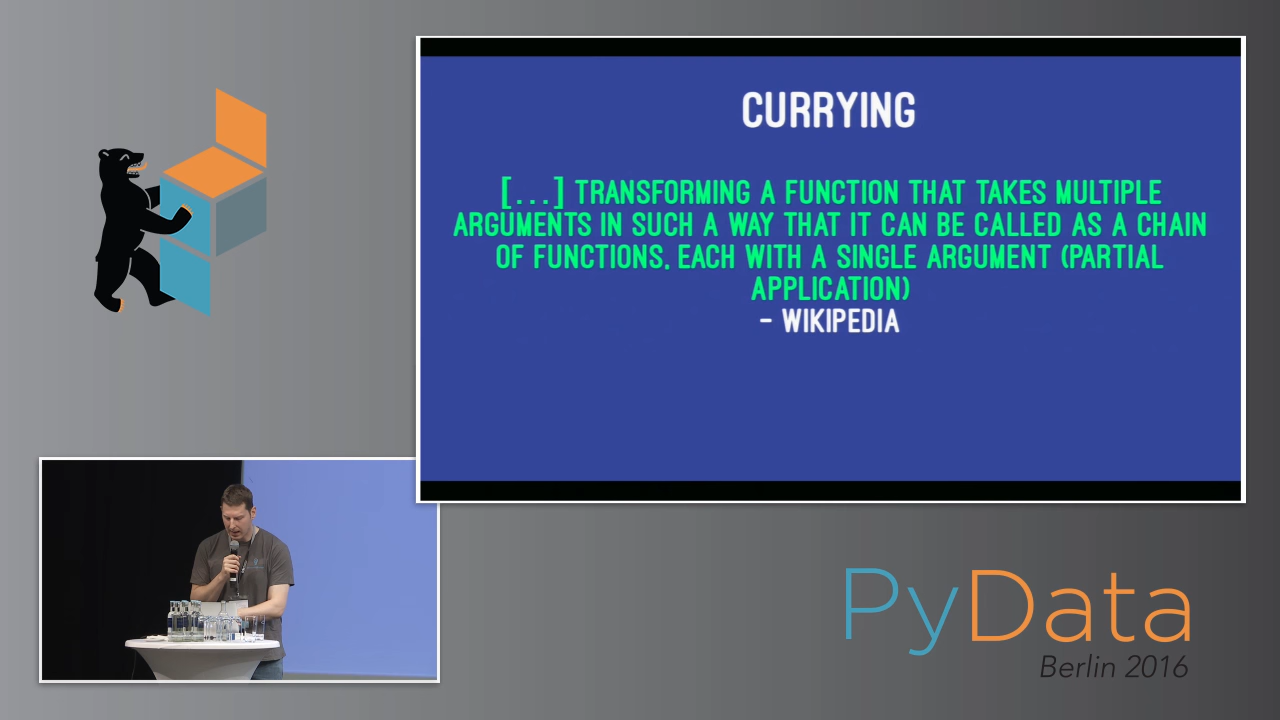 CURRYING
[...] TRANSFORMING A FUNCTION THAT TAKES MULTIPLE
ARGUMENTS IN SUCH A WAY THAT IT CAN BE CALLED AS A CHAIN
OF FUNCTIONS, EACH WITH A SINGLE ARGUMENT (PARTIAL
APPLICATION)
- WIKIPEDIA
PyData
Berlin 2016